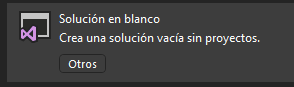 Solución en blanco
Crea una solución vacía sin proyectos.
Otros